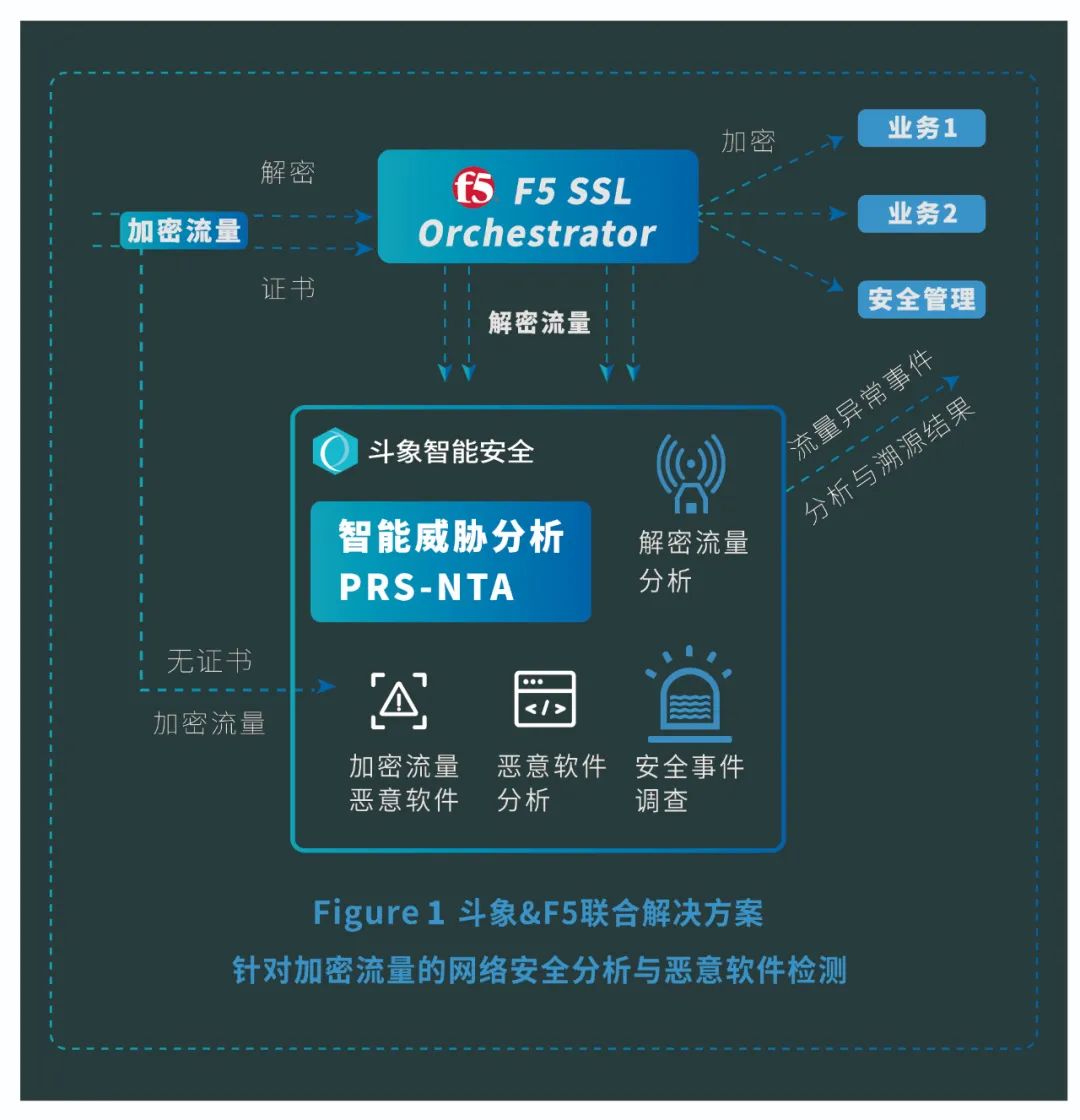 解密
加密
业务1
f5 F5 SSL
Orchestrator
加密流量
业务2
证书
安全管理
解密流量
流量异常事件
分析与溯源结果
斗象智能安全
智能威胁分析
PRS-NTA
解密流量
分析
无证书
加密流量
</>
加密流量
恶意软件
恶意软件
分析
安全事件
调查
Figure 1 斗象&F5联合解决方案
针对加密流量的网络安全分析与恶意软件检测